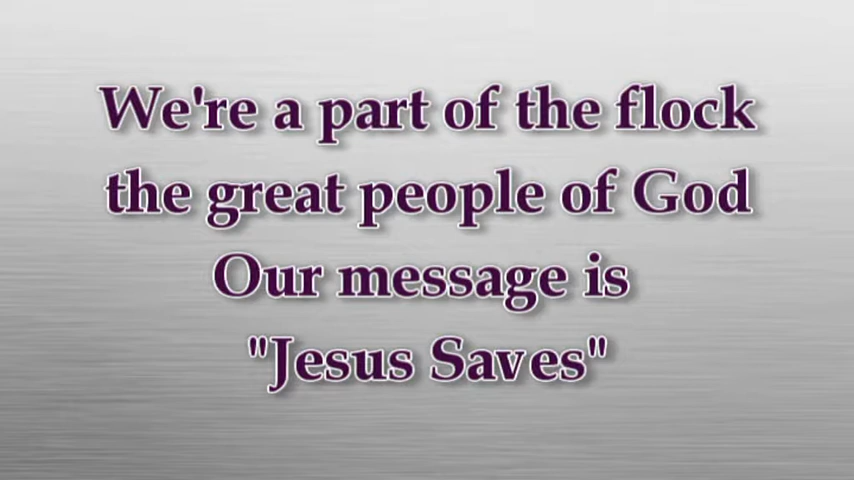 We're a part of the flock
the great people of God
Our message is
"Jesus Saves"